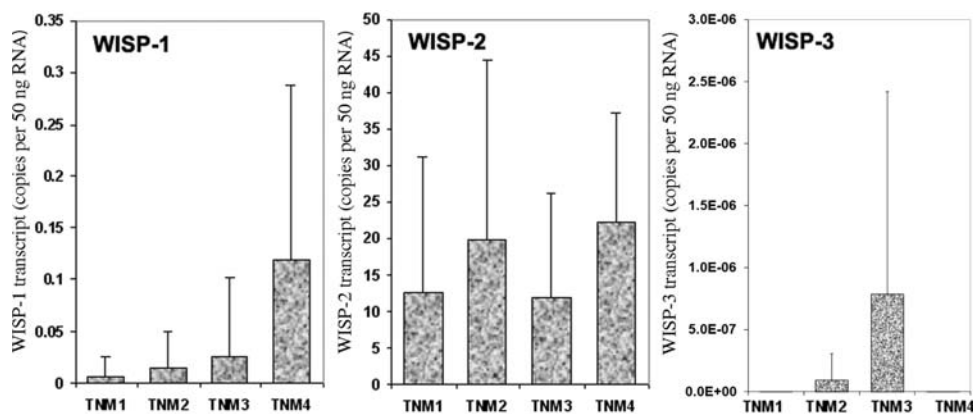 WISP-1
WISP-1 transcript (copies per 50 ng RNA)
0.35
0.3
0.25
0.2
0.15
0.1
0.05
0
TNM1 TNM2 TNM3 TNM4
WISP-2
WISP-2 transcript (copies per 50 ng RNA)
50
45
40
35
30
25
20
15
10
5
0
TNM1 TNM2 TNM3 TNM4
WISP-3
WISP-3 transcript (copies per 50 ng RNA)
3.0E-06
2.5E-06
2.0E-06
1.5E-06
1.0E-06
5.0E-07
0.0E+00
TNM1 TNM2 TNM3 TNM4